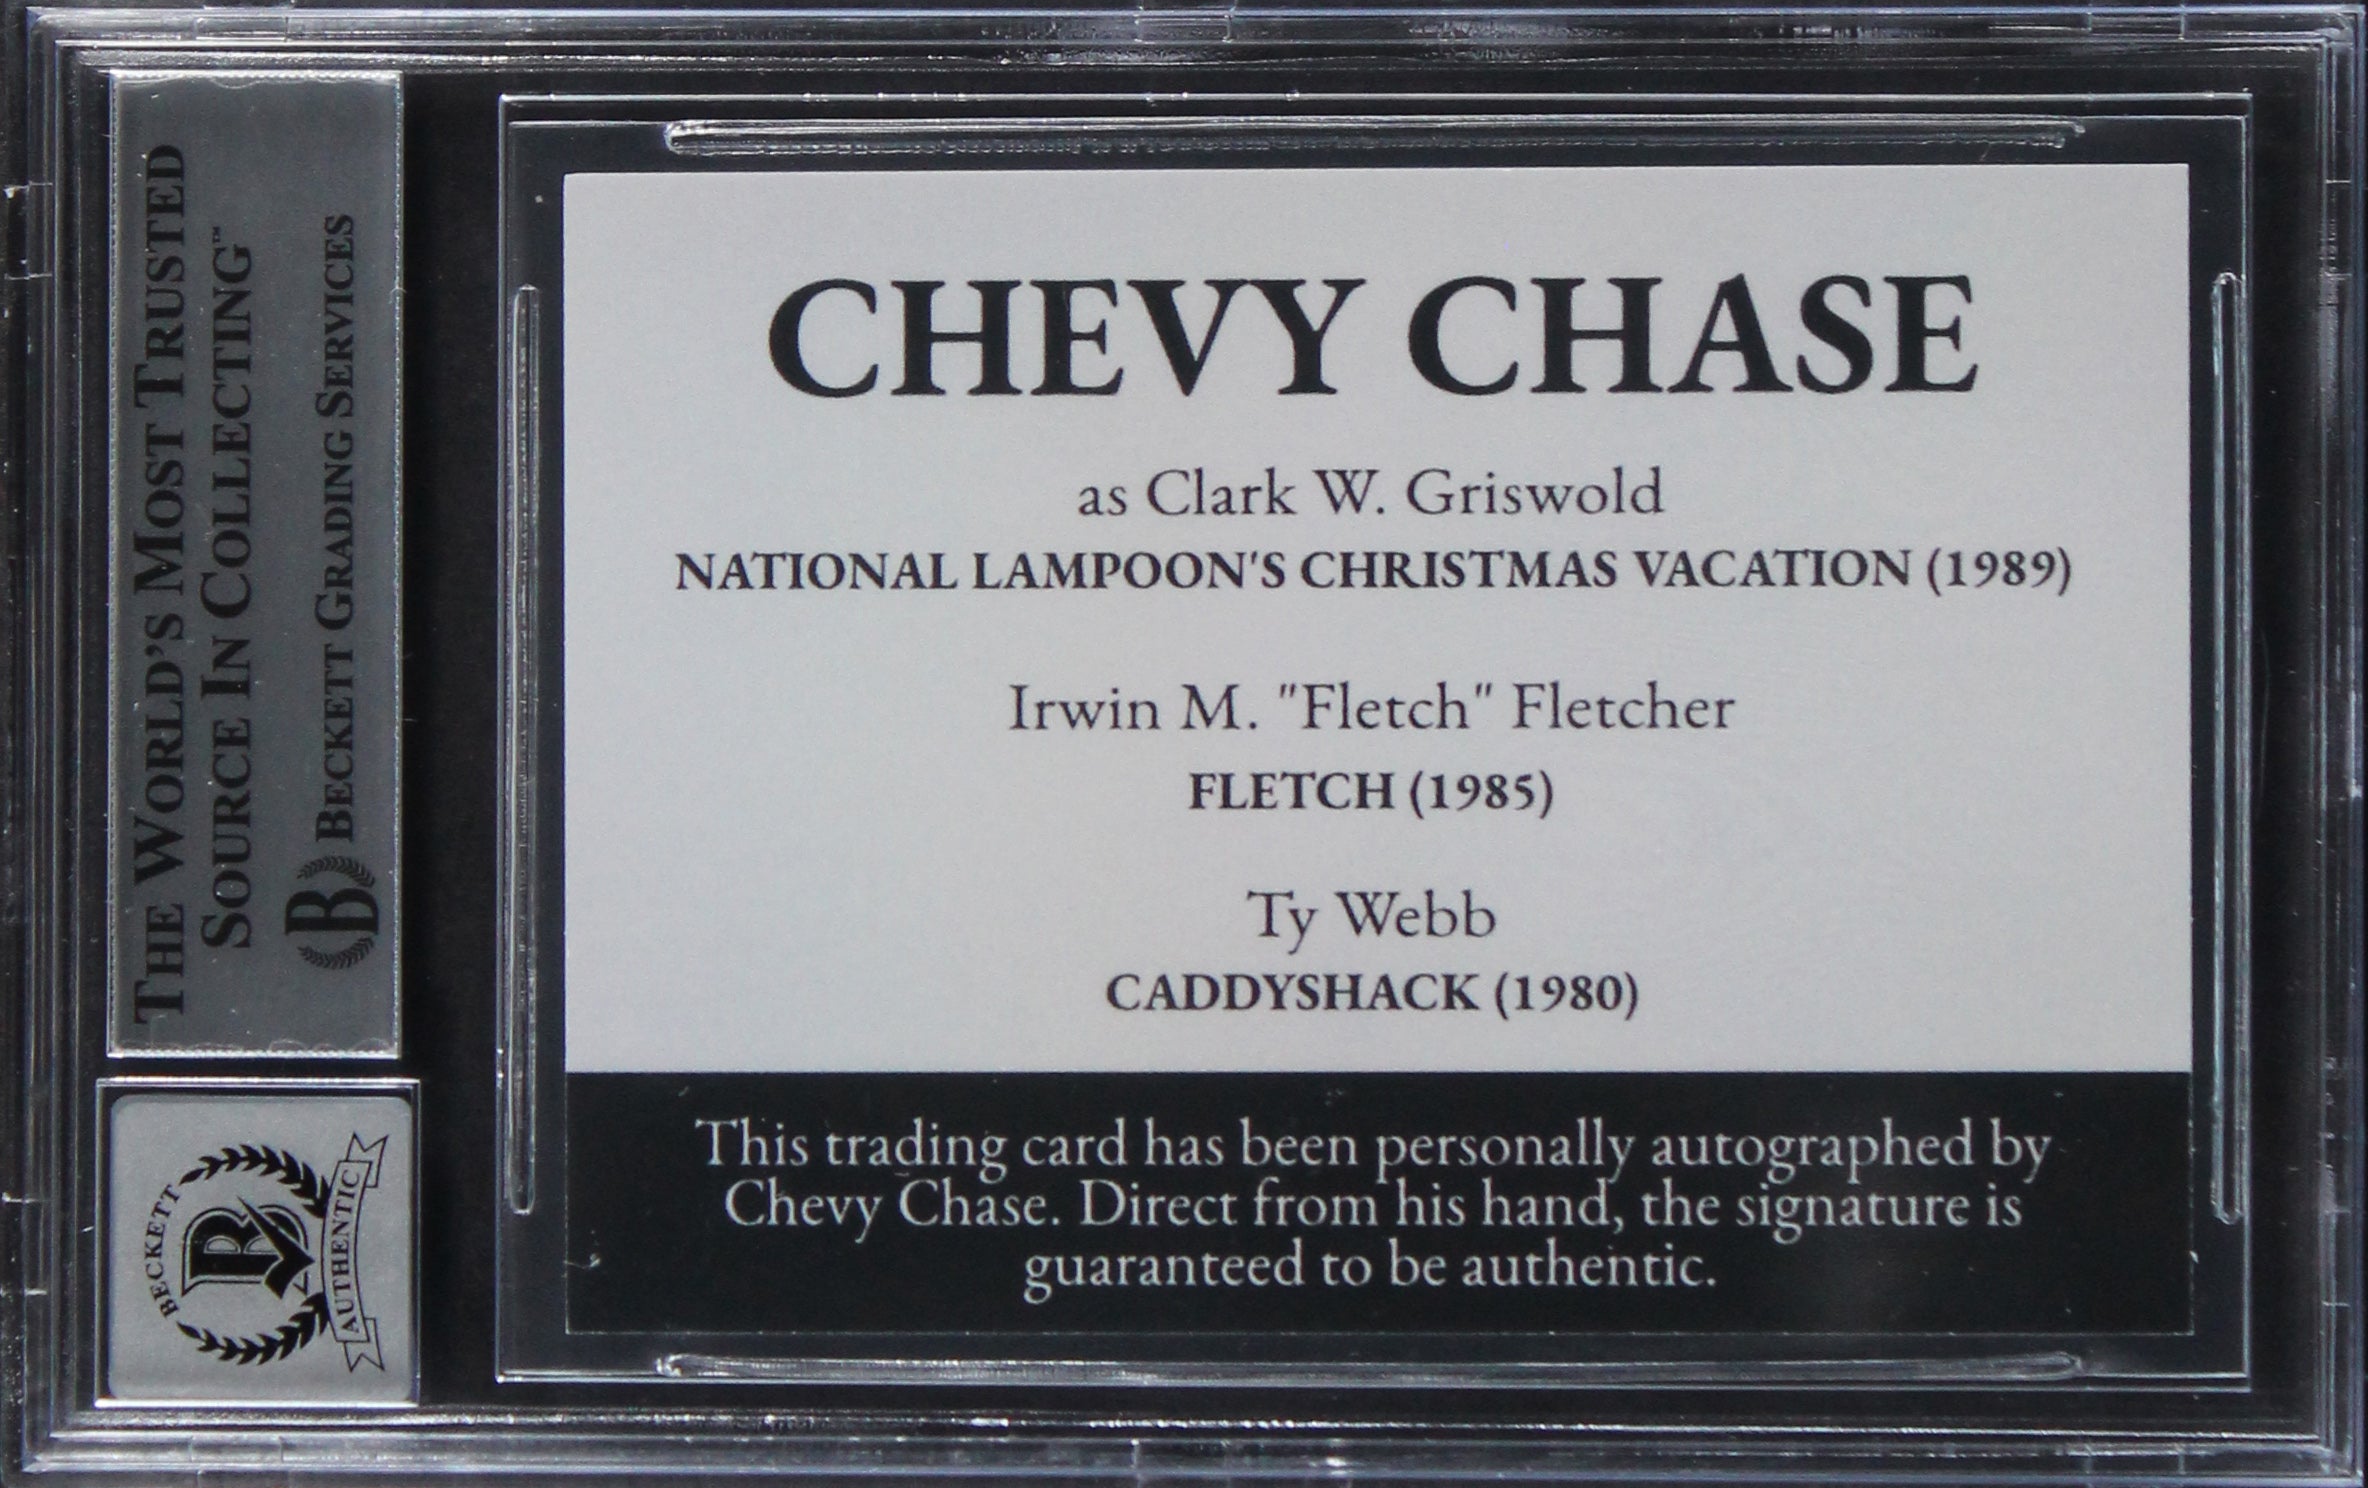 THE WORLD'S MOST TRUSTED
SOURCE IN COLLECTING™
B BECKETT GRADING SERVICES
BECKETT
B
AUTHENTIC
CHEVY CHASE
as Clark W. Griswold
NATIONAL LAMPOON'S CHRISTMAS VACATION (1989)
Irwin M. "Fletch" Fletcher
FLETCH (1985)
Ty Webb
CADDYSHACK (1980)
This trading card has been personally autographed by
Chevy Chase. Direct from his hand, the signature is
guaranteed to be authentic.